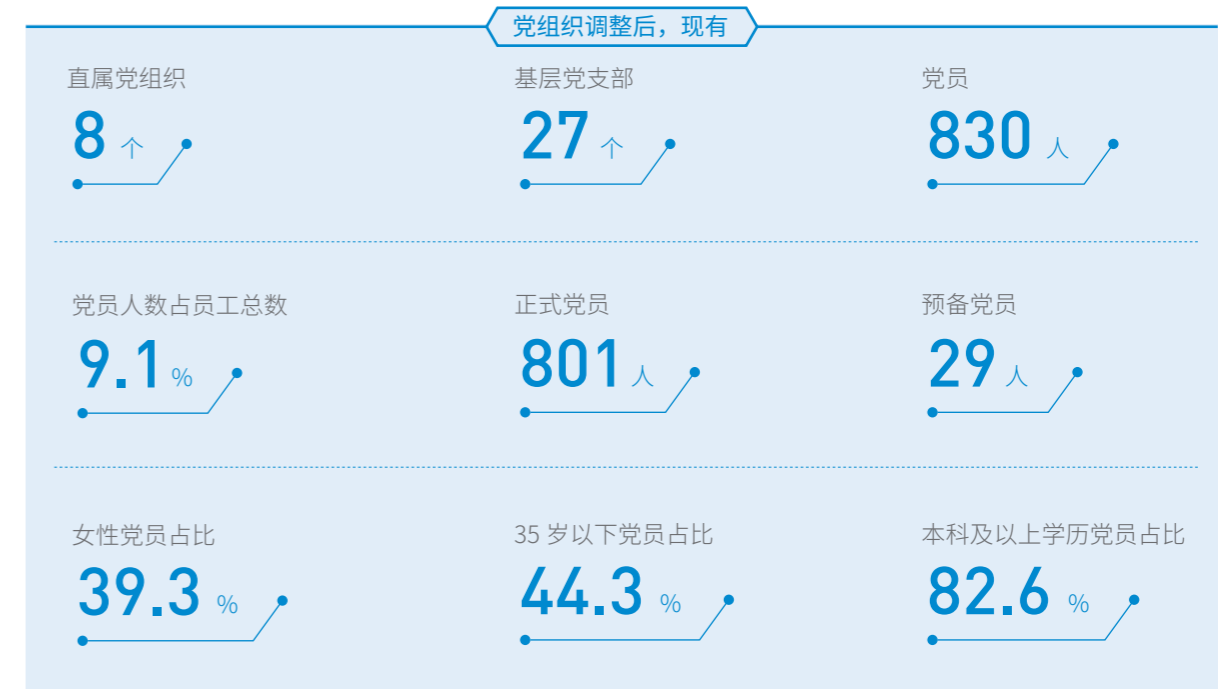 党组织调整后，现有
直属党组织
基层党支部
党员
8 个
27 个
830 人
党员人数占员工总数
正式党员
预备党员
9.1 %
801 人
29 人
女性党员占比
35 岁以下党员占比
本科及以上学历党员占比
39.3 %
44.3 %
82.6 %